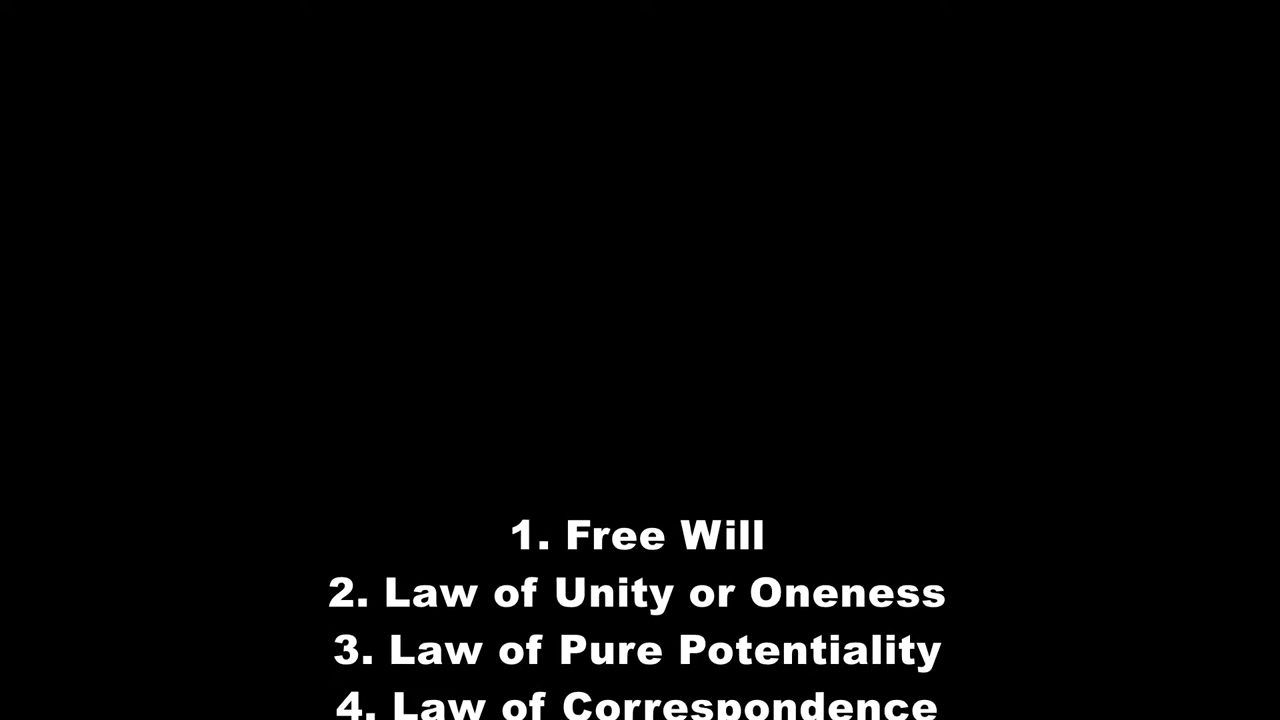 1. Free Will
2. Law of Unity or Oneness
3. Law of Pure Potentiality
4. Law of Correspondence